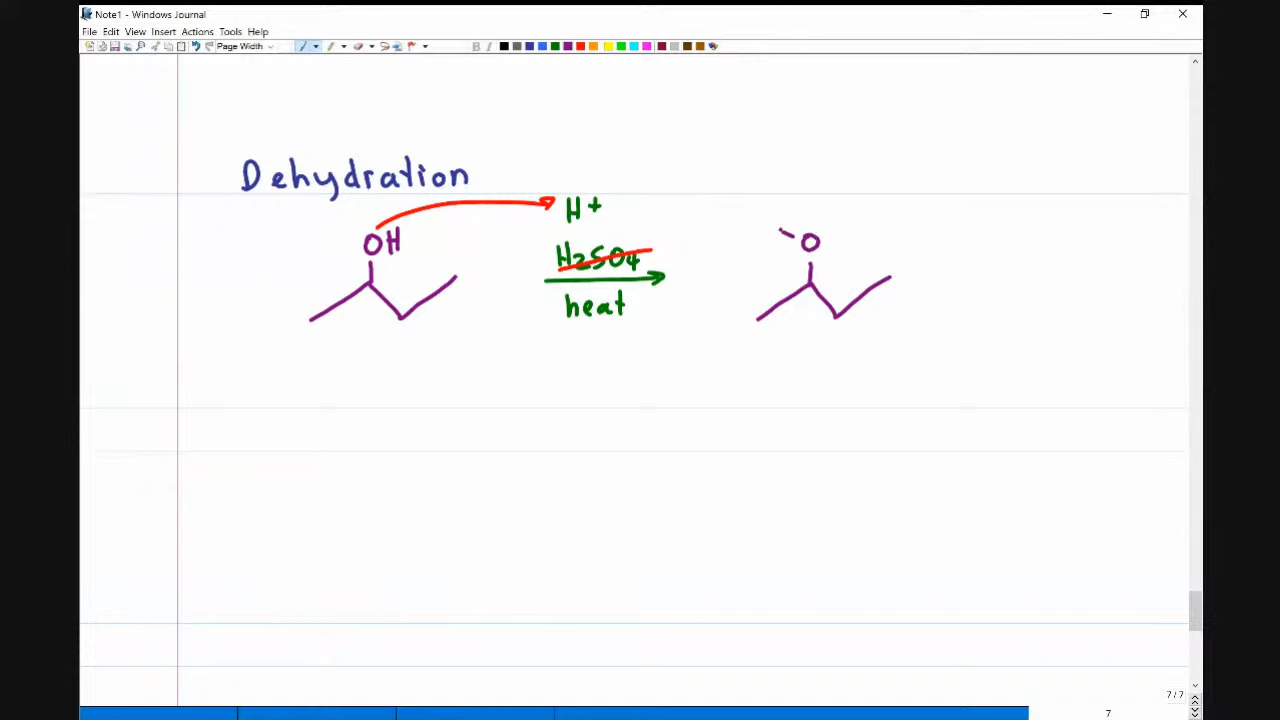 Note1 - Windows Journal
File Edit View Insert Actions Tools Help
Page Width
B I
Dehydration
H+
OH
O
H2SO4
heat
7 / 7
7